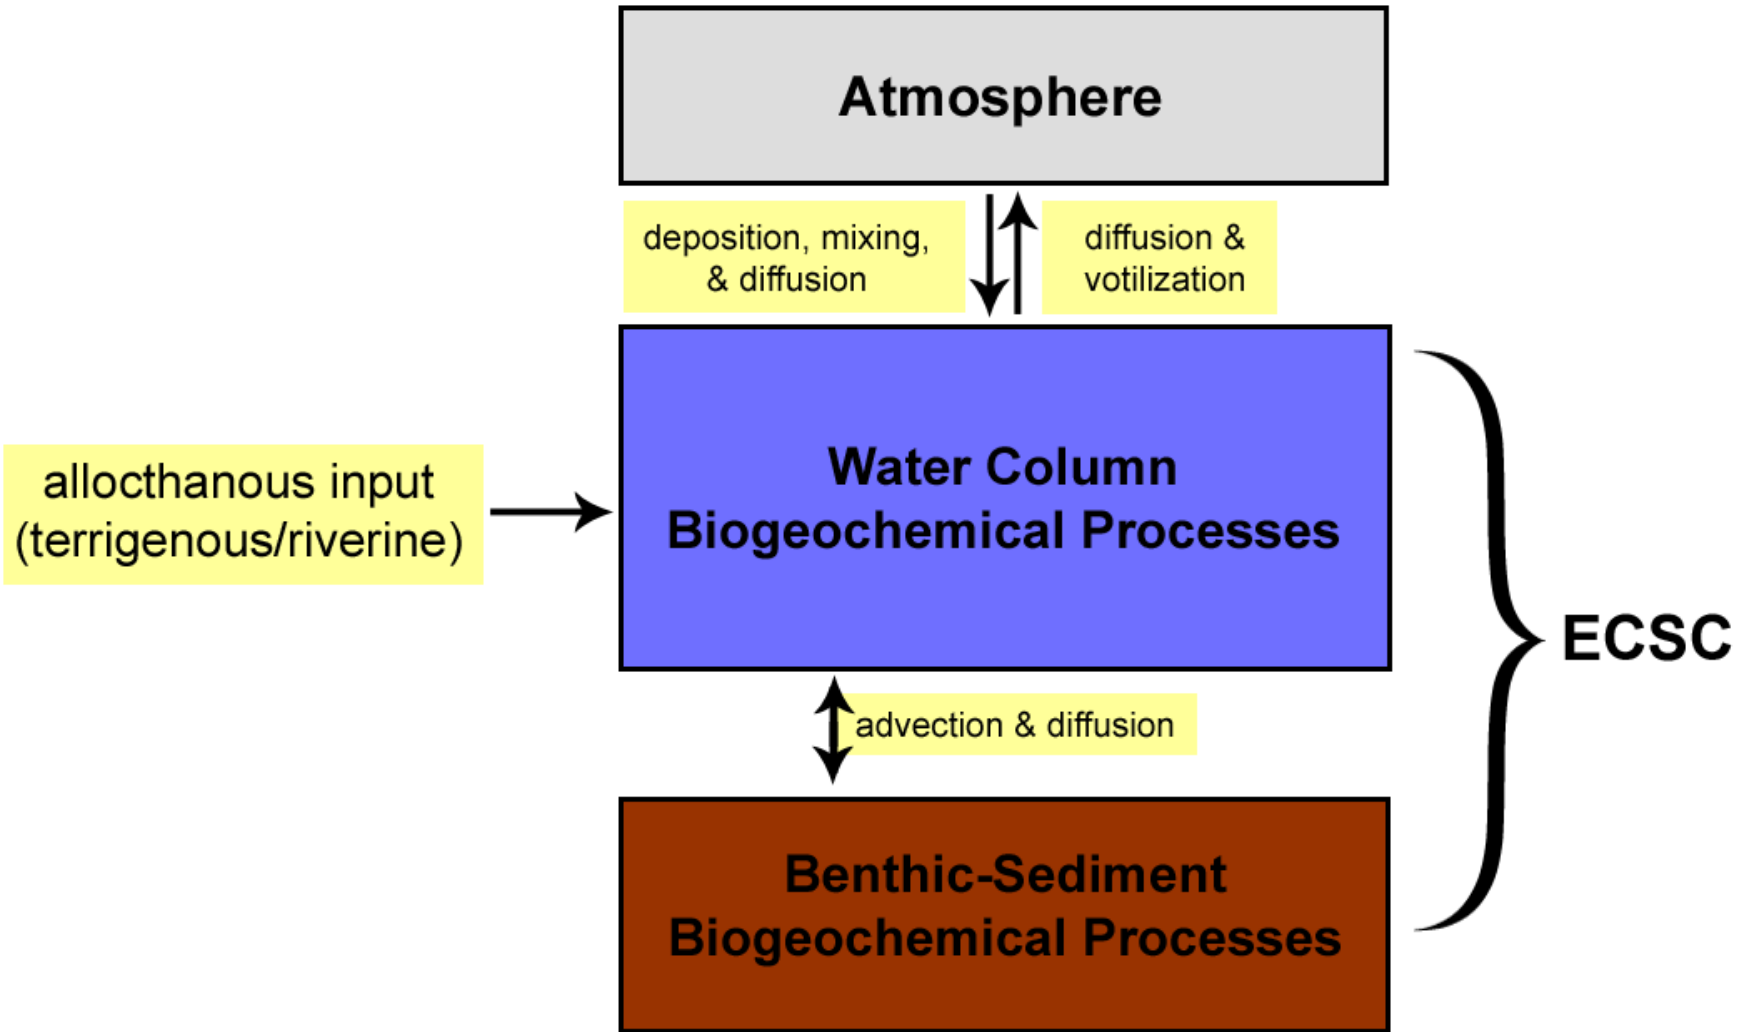 Atmosphere
deposition, mixing,
& diffusion
diffusion &
votilization
Water Column
Biogeochemical Processes
allocthanous input
(terrigenous/riverine)
ECSC
advection & diffusion
Benthic-Sediment
Biogeochemical Processes